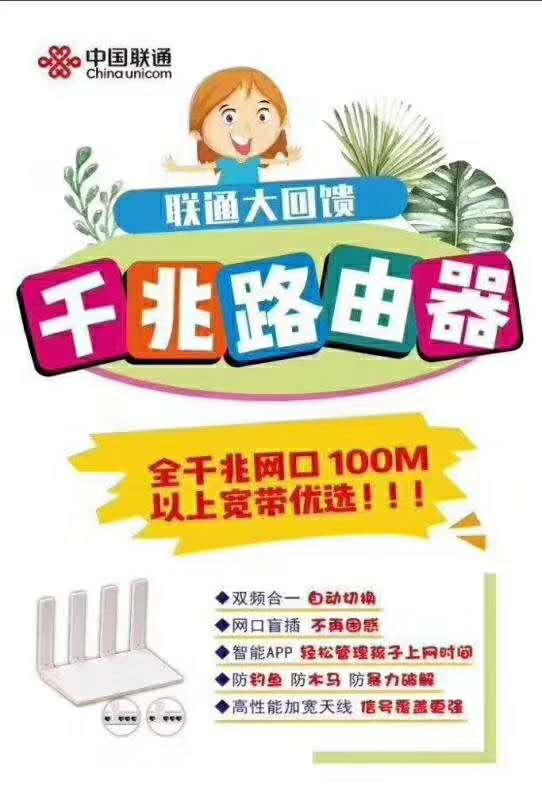 中国联通
China unicom
联通大回馈
千兆路由器
全千兆网口100M
以上宽带优选！！！
◆双频合一 自动切换
◆网口盲插 不再困惑
◆智能APP 轻松管理孩子上网时间
◆防钓鱼 防木马 防暴力破解
◆高性能加宽天线 信号覆盖更强